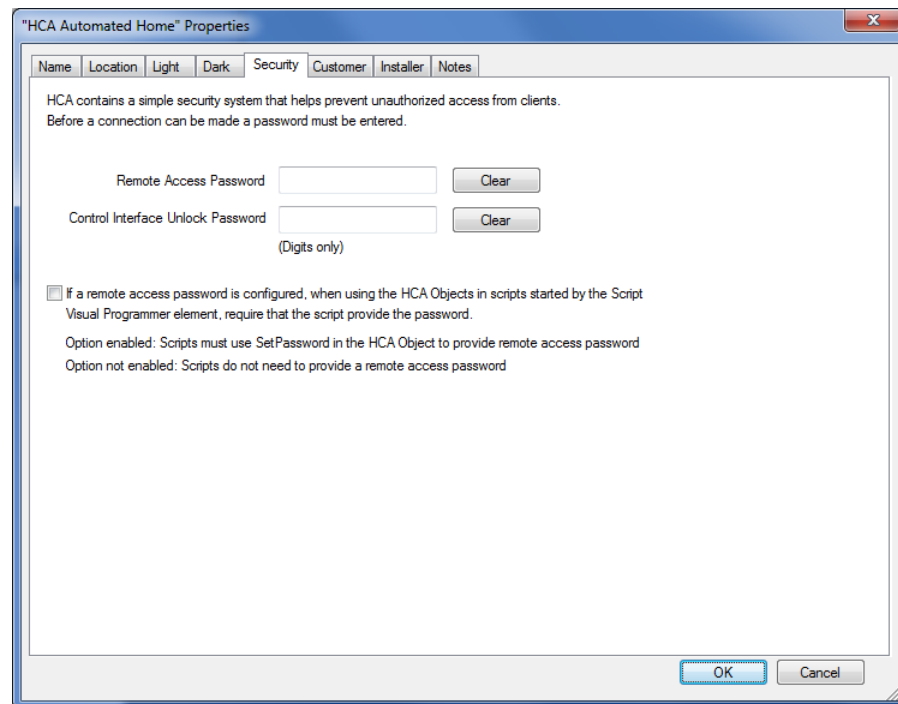 "HCA Automated Home" Properties
Name Location Light Dark Security Customer Installer Notes
HCA contains a simple security system that helps prevent unauthorized access from clients.
Before a connection can be made a password must be entered.
Remote Access Password Clear
Control Interface Unlock Password Clear
(Digits only)
If a remote access password is configured, when using the HCA Objects in scripts started by the Script
Visual Programmer element, require that the script provide the password.
Option enabled: Scripts must use SetPassword in the HCA Object to provide remote access password
Option not enabled: Scripts do not need to provide a remote access password
OK Cancel